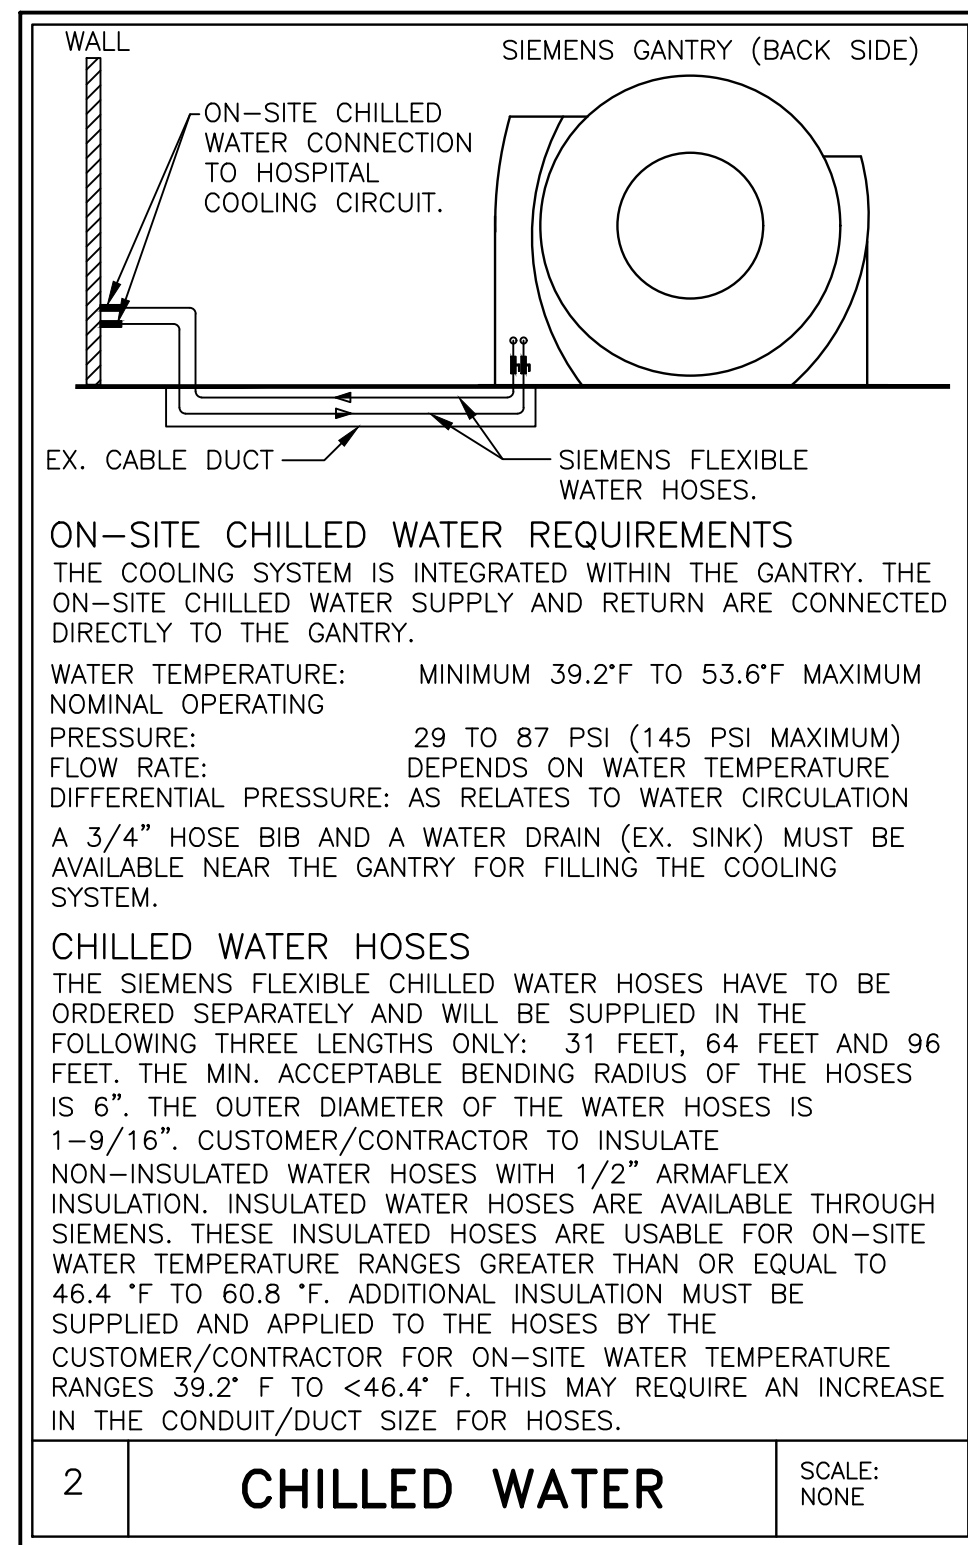 WALL
SIEMENS GANTRY (BACK SIDE)
ON-SITE CHILLED
WATER CONNECTION
TO HOSPITAL
COOLING CIRCUIT.
EX. CABLE DUCT
SIEMENS FLEXIBLE
WATER HOSES.
ON-SITE CHILLED WATER REQUIREMENTS
THE COOLING SYSTEM IS INTEGRATED WITHIN THE GANTRY. THE
ON-SITE CHILLED WATER SUPPLY AND RETURN ARE CONNECTED
DIRECTLY TO THE GANTRY.
WATER TEMPERATURE: MINIMUM 39.2°F TO 53.6°F MAXIMUM
NOMINAL OPERATING
PRESSURE: 29 TO 87 PSI (145 PSI MAXIMUM)
FLOW RATE: DEPENDS ON WATER TEMPERATURE
DIFFERENTIAL PRESSURE: AS RELATES TO WATER CIRCULATION
A 3/4" HOSE BIB AND A WATER DRAIN (EX. SINK) MUST BE
AVAILABLE NEAR THE GANTRY FOR FILLING THE COOLING
SYSTEM.
CHILLED WATER HOSES
THE SIEMENS FLEXIBLE CHILLED WATER HOSES HAVE TO BE
ORDERED SEPARATELY AND WILL BE SUPPLIED IN THE
FOLLOWING THREE LENGTHS ONLY: 31 FEET, 64 FEET AND 96
FEET. THE MIN. ACCEPTABLE BENDING RADIUS OF THE HOSES
IS 6". THE OUTER DIAMETER OF THE WATER HOSES IS
1-9/16". CUSTOMER/CONTRACTOR TO INSULATE
NON-INSULATED WATER HOSES WITH 1/2" ARMAFLEX
INSULATION. INSULATED WATER HOSES ARE AVAILABLE THROUGH
SIEMENS. THESE INSULATED HOSES ARE USABLE FOR ON-SITE
WATER TEMPERATURE RANGES GREATER THAN OR EQUAL TO
46.4 °F TO 60.8 °F. ADDITIONAL INSULATION MUST BE
SUPPLIED AND APPLIED TO THE HOSES BY THE
CUSTOMER/CONTRACTOR FOR ON-SITE WATER TEMPERATURE
RANGES 39.2° F TO <46.4° F. THIS MAY REQUIRE AN INCREASE
IN THE CONDUIT/DUCT SIZE FOR HOSES.
2
CHILLED WATER
SCALE:
NONE